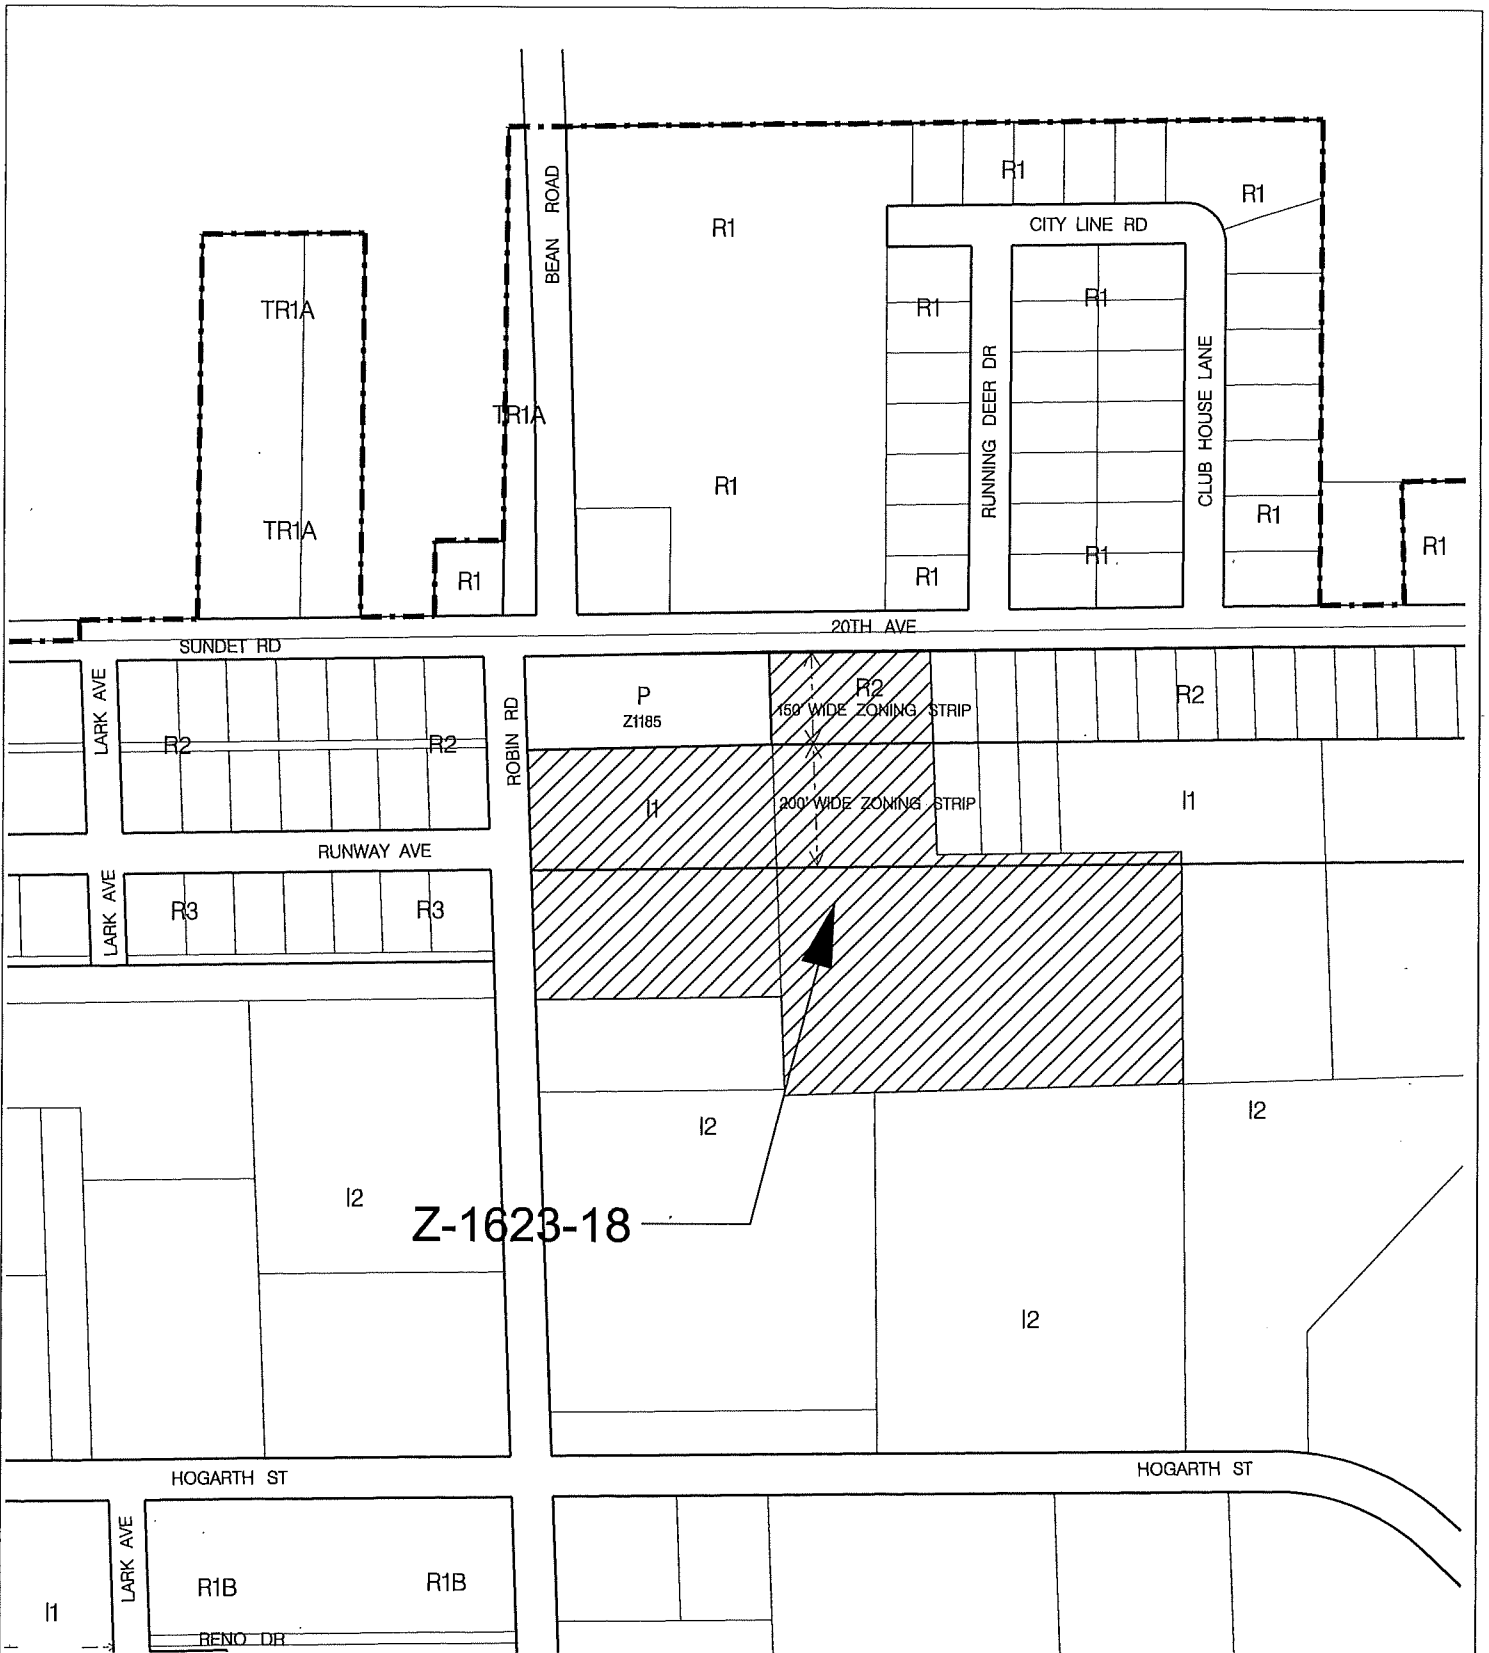 R1
R1
CITY LINE RD
BEAN ROAD
R1
TR1A
R1
R1
RUNNING DEER DR
CLUB HOUSE LANE
TR1A
R1
R1
TR1A
R1
R1
R1
R1
R1
20TH AVE
SUNDET RD
LARK AVE
ROBIN RD
P
Z1185
R2
150' WIDE ZONING STRIP
R2
R2
R2
I1
200' WIDE ZONING STRIP
I1
RUNWAY AVE
LARK AVE
R3
R3
I2
I2
I2
Z-1623-18
I2
HOGARTH ST
HOGARTH ST
LARK AVE
R1B
R1B
I1
RENO DR